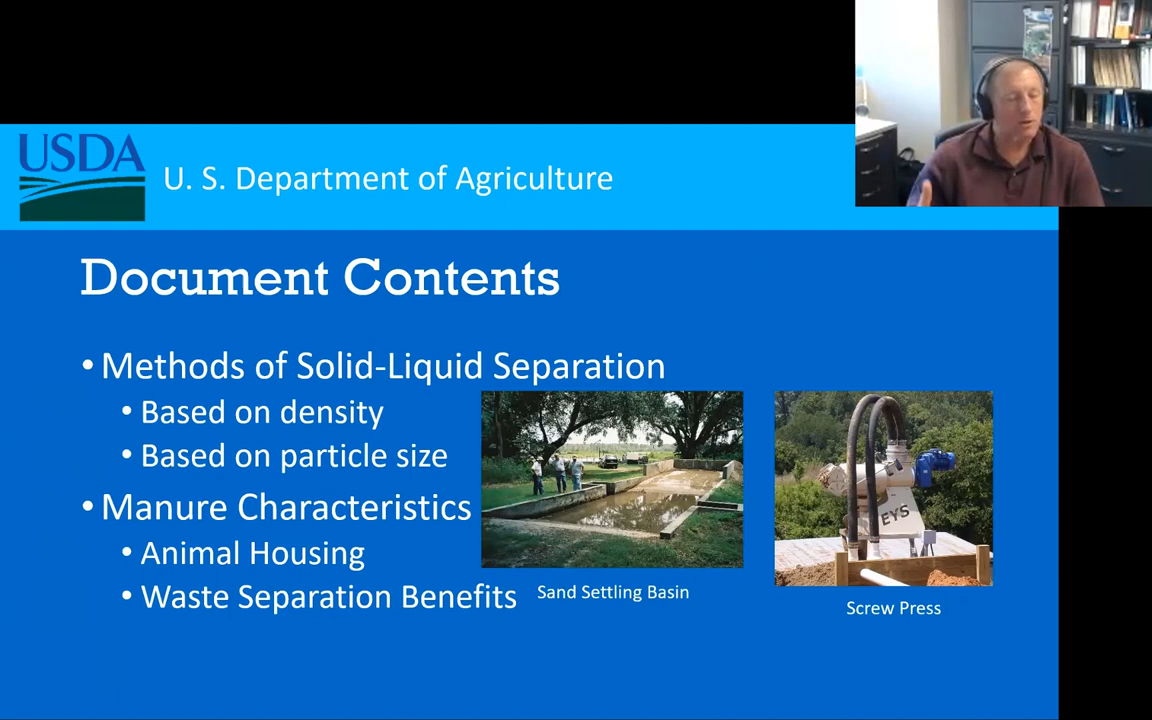 USDA
U. S. Department of Agriculture
Document Contents
• Methods of Solid-Liquid Separation
• Based on density
• Based on particle size
• Manure Characteristics
• Animal Housing
• Waste Separation Benefits
EYS
Sand Settling Basin
Screw Press